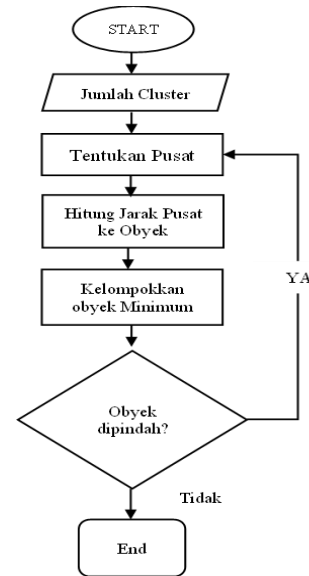 START
Jumlah Cluster
Tentukan Pusat
Hitung Jarak Pusat
ke Obyek
Kelompokkan
obyek Minimum
YA
Obyek
dipindah?
Tidak
End